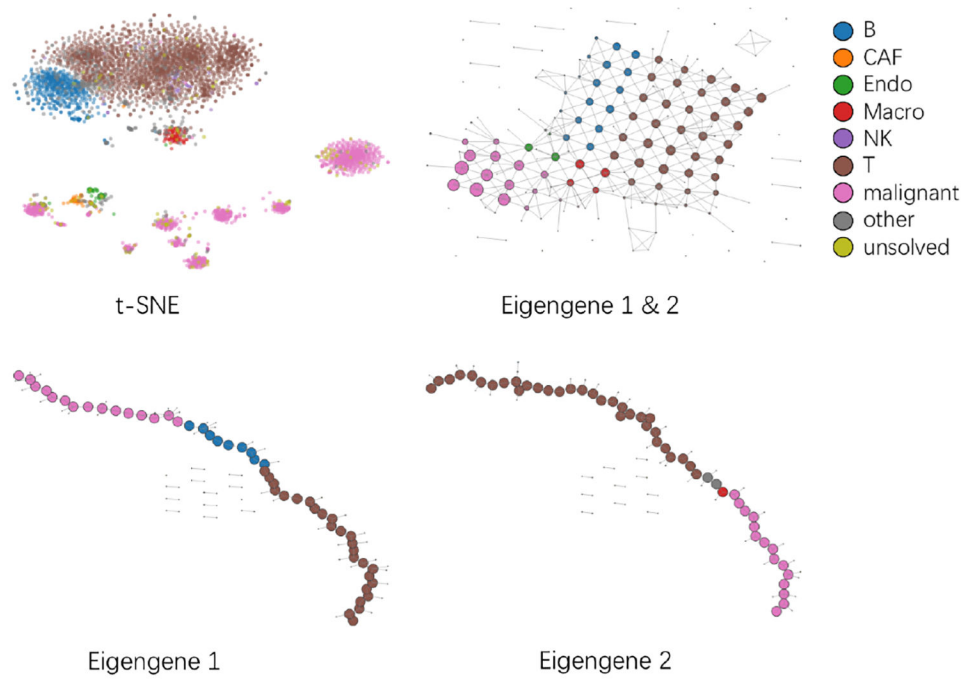 B
CAF
Endo
Macro
NK
T
malignant
other
unsolved
t-SNE
Eigengene 1 & 2
Eigengene 1
Eigengene 2